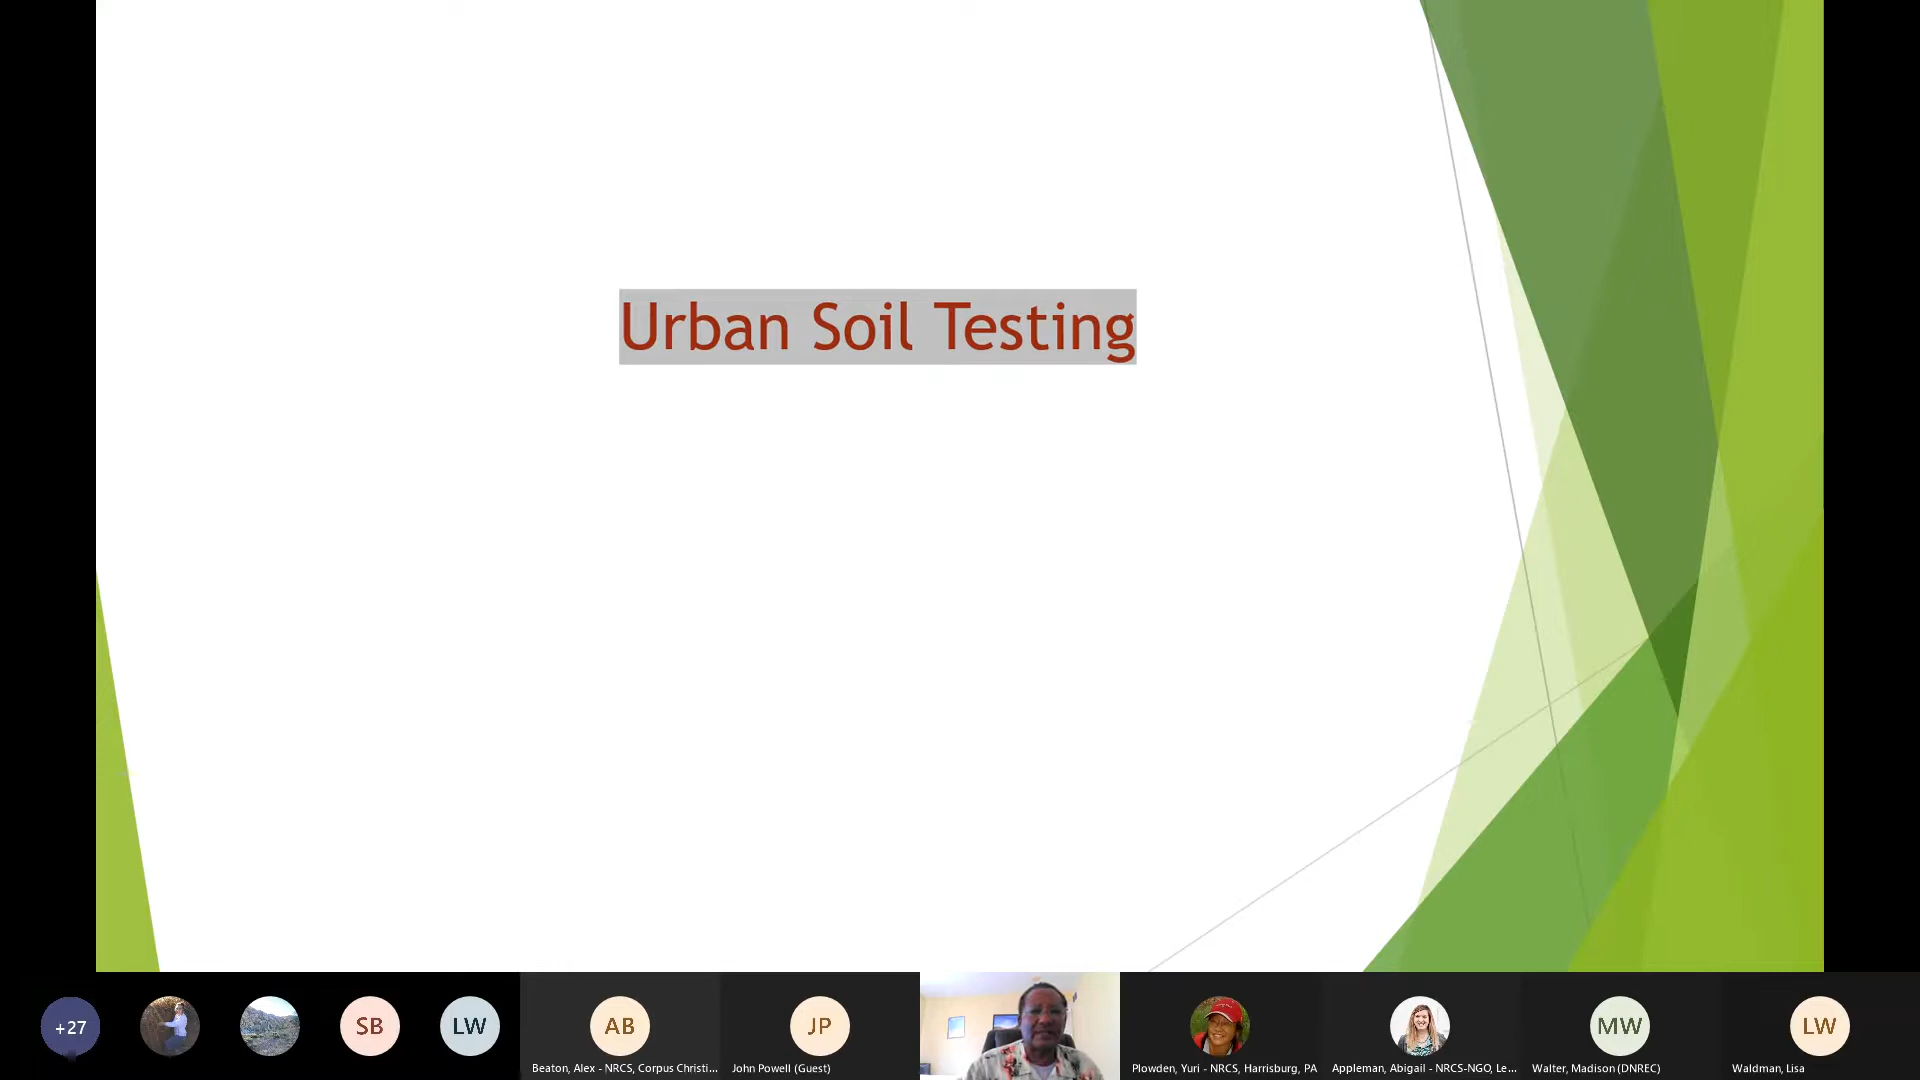 Urban Soil Testing
+27
SB
LW
AB
JP
MW
LW
Beaton, Alex - NRCS, Corpus Christi...
John Powell (Guest)
Plowden, Yuri - NRCS, Harrisburg, PA
Appleman, Abigail - NRCS-NGO, Le...
Walter, Madison (DNREC)
Waldman, Lisa